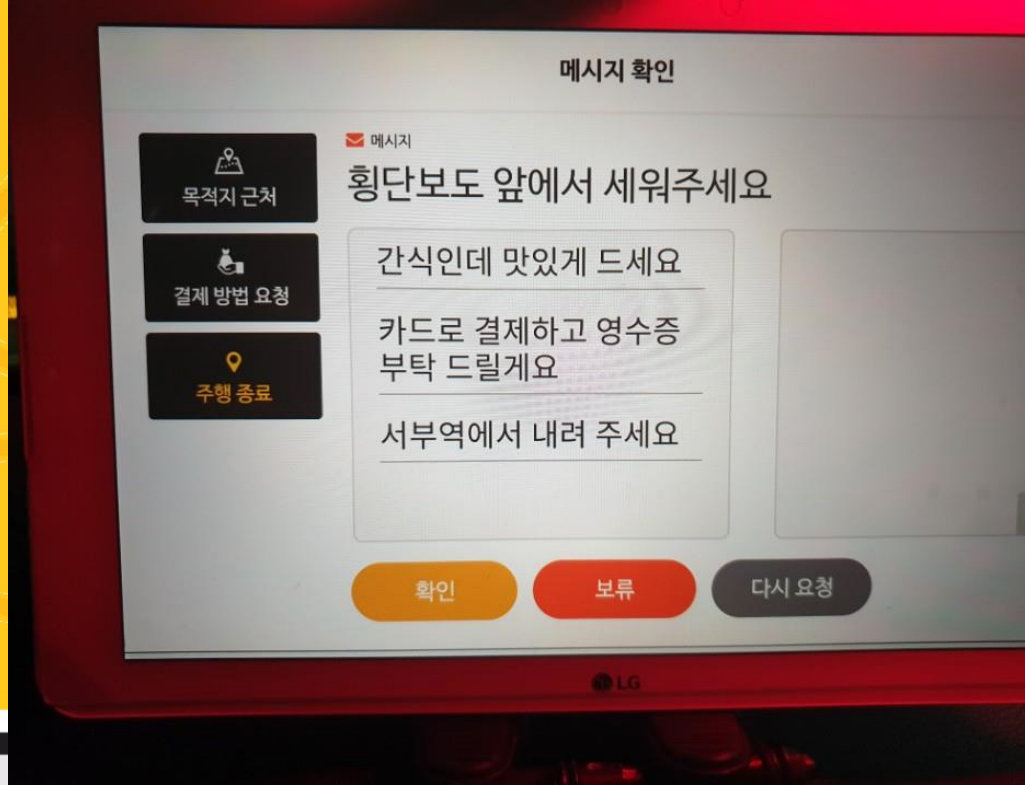 메시지 확인
목적지 근처
결제 방법 요청
주행 종료
메시지
횡단보도 앞에서 세워주세요
간식인데 맛있게 드세요
카드로 결제하고 영수증
부탁 드릴게요
서부역에서 내려 주세요
확인
보류
다시 요청
LG